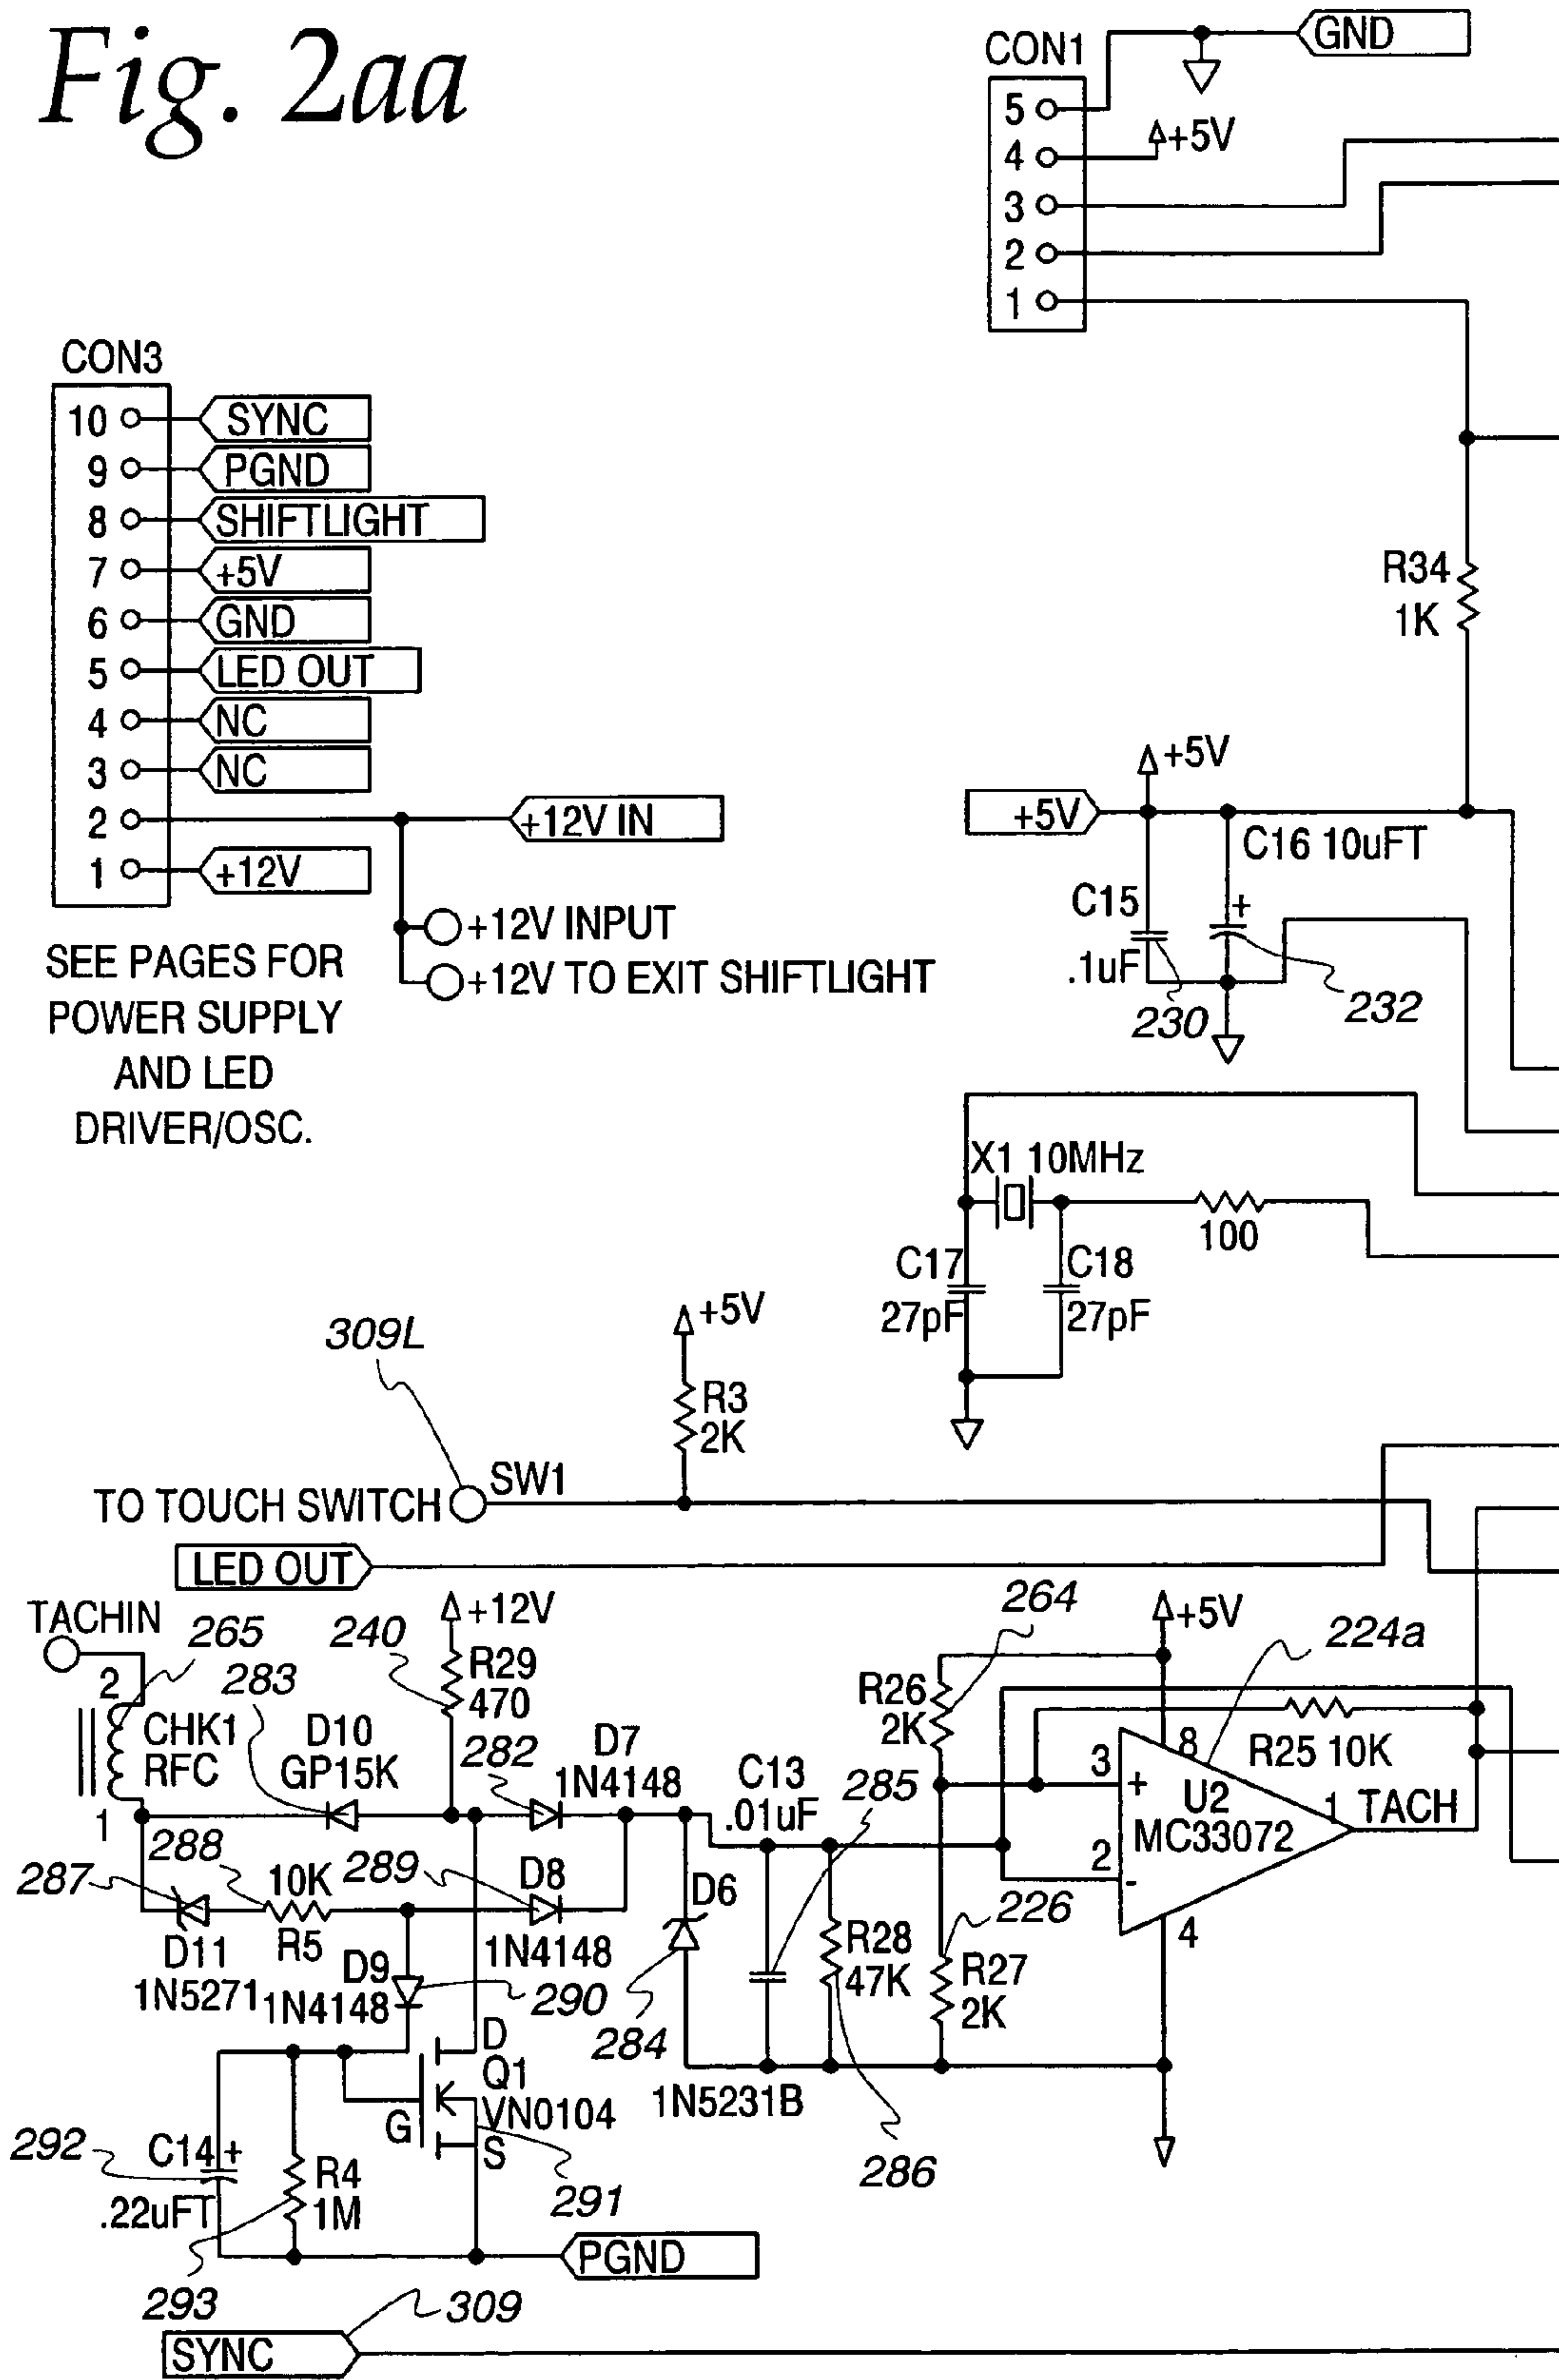 Fig. 2aa
CON1
GND
5
4
+5V
3
2
1
CON3
10 SYNC
9 PGND
8 SHIFTLIGHT
7 +5V
6 GND
5 LED OUT
4 NC
3 NC
2
+12V IN
1 +12V
+12V INPUT
+12V TO EXIT SHIFTLIGHT
SEE PAGES FOR
POWER SUPPLY
AND LED
DRIVER/OSC.
R34
1K
+5V
+5V
C16 10uFT
C15
.1uF
+
230
232
X1 10MHz
100
C17
27pF
C18
27pF
309L
+5V
R3
2K
TO TOUCH SWITCH
SW1
LED OUT
TACHIN
2
265
CHK1
RFC
1
283
240
+12V
R29
470
D10
GP15K
282
D7
1N4148
C13
.01uF
285
264
+5V
224a
R26
2K
R25 10K
3
+
8
U2
MC33072
1
TACH
2
-
4
287
288
10K
R5
289
D8
1N4148
D6
D11
1N5271
D9
1N4148
290
284
R28
47K
226
R27
2K
D
Q1
VN0104
G
S
1N5231B
286
292
C14
+
.22uFT
R4
1M
291
PGND
293
309
SYNC